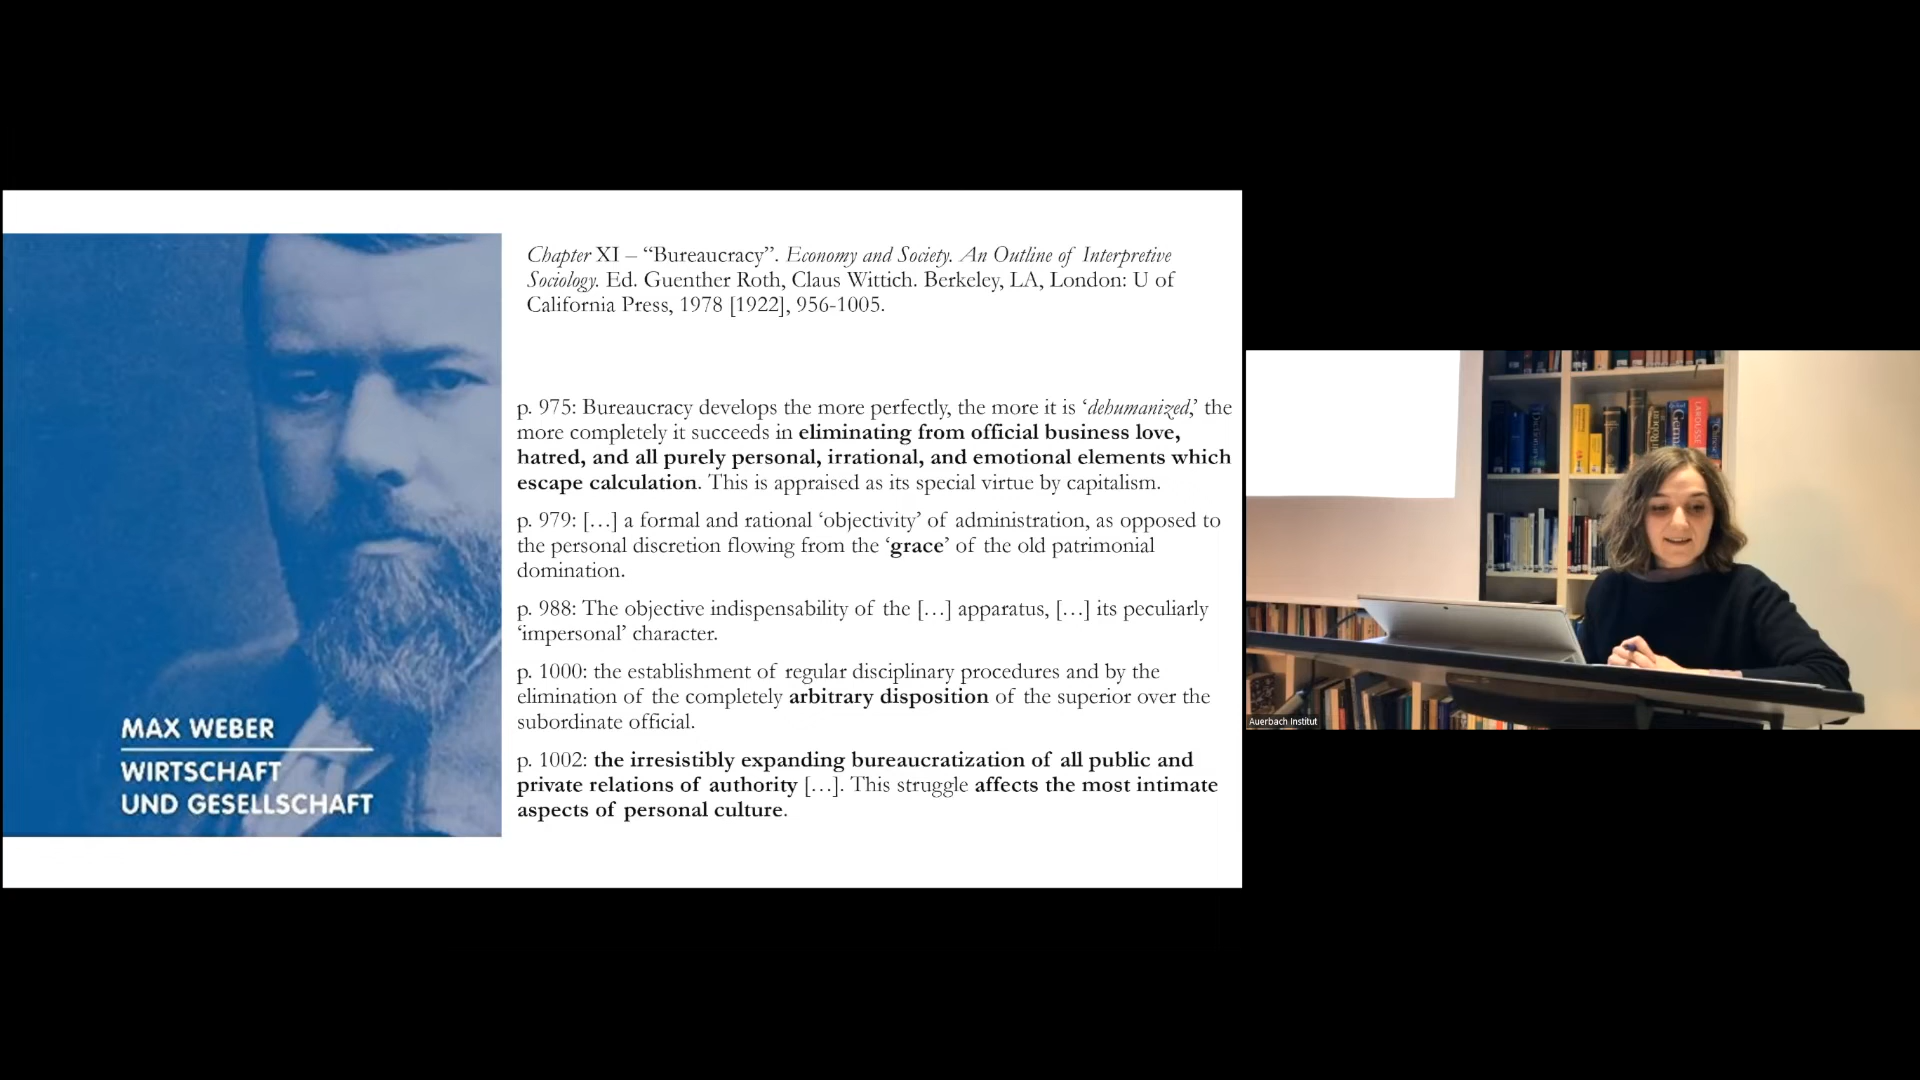 Chapter XI – “Bureaucracy”. Economy and Society. An Outline of Interpretive
Sociology. Ed. Guenther Roth, Claus Wittich. Berkeley, LA, London: U of
California Press, 1978 [1922], 956-1005.
p. 975: Bureaucracy develops the more perfectly, the more it is ‘dehumanized,’ the
more completely it succeeds in eliminating from official business love,
hatred, and all purely personal, irrational, and emotional elements which
escape calculation. This is appraised as its special virtue by capitalism.
p. 979: […] a formal and rational ‘objectivity’ of administration, as opposed to
the personal discretion flowing from the ‘grace’ of the old patrimonial
domination.
p. 988: The objective indispensability of the […] apparatus, […] its peculiarly
‘impersonal’ character.
p. 1000: the establishment of regular disciplinary procedures and by the
elimination of the completely arbitrary disposition of the superior over the
subordinate official.
p. 1002: the irresistibly expanding bureaucratization of all public and
private relations of authority […]. This struggle affects the most intimate
aspects of personal culture.
MAX WEBER
WIRTSCHAFT
UND GESELLSCHAFT
LAROUSSE
Auerbach Institut